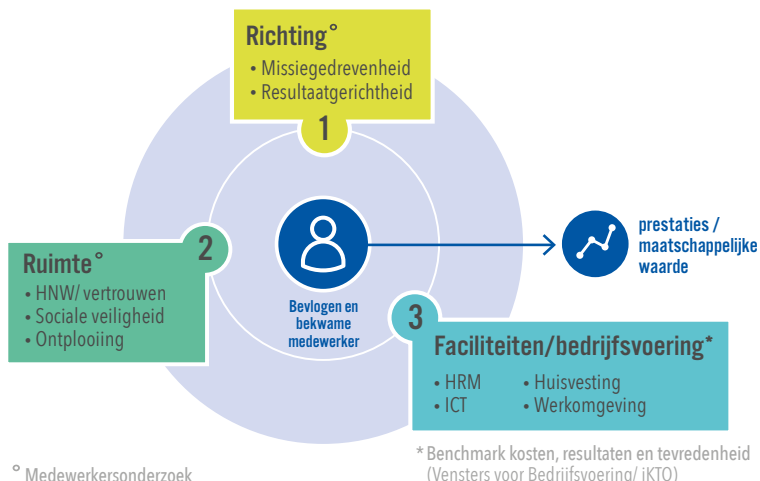 Richting°
• Missiegedrevenheid
• Resultaatgerichtheid
1
2
Ruimte°
• HNW/ vertrouwen
• Sociale veiligheid
• Ontplooiing
Bevlogen en
bekwame
medewerker
prestaties /
maatschappelijke
waarde
3
Faciliteiten/bedrijfsvoering*
• HRM • Huisvesting
• ICT • Werkomgeving
* Benchmark kosten, resultaten en tevredenheid
(Vensters voor Bedrijfsvoering/ iKTO)
° Medewerkersonderzoek